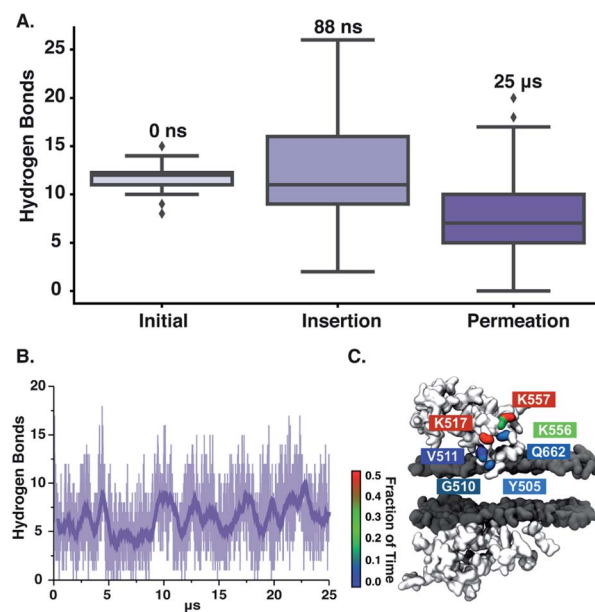 A.
Hydrogen Bonds
25
20
15
10
5
0
0 ns
88 ns
25 µs
Initial
Insertion
Permeation
B.
Hydrogen Bonds
20
15
10
5
0
0
5
10
15
20
25
µs
C.
K557
K517
K556
V511
Q662
G510
Y505
0.5
0.4
0.3
0.2
0.1
0.0
Fraction of Time